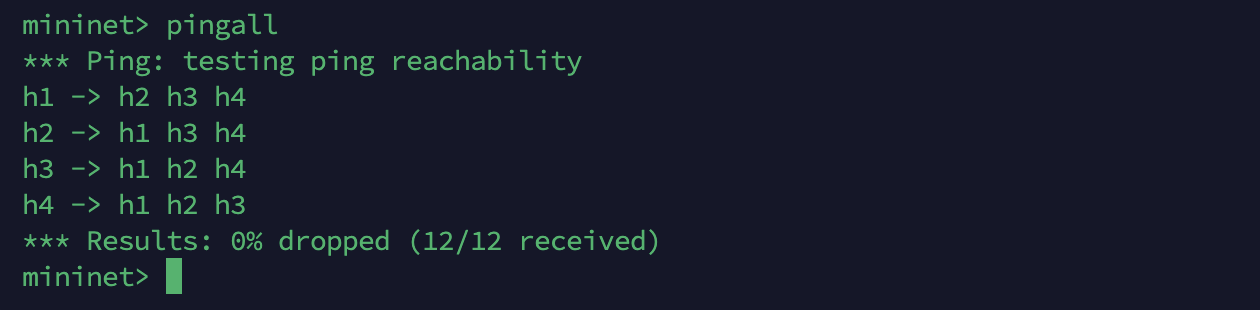 mininet> pingall
*** Ping: testing ping reachability
h1 -> h2 h3 h4
h2 -> h1 h3 h4
h3 -> h1 h2 h4
h4 -> h1 h2 h3
*** Results: 0% dropped (12/12 received)
mininet>